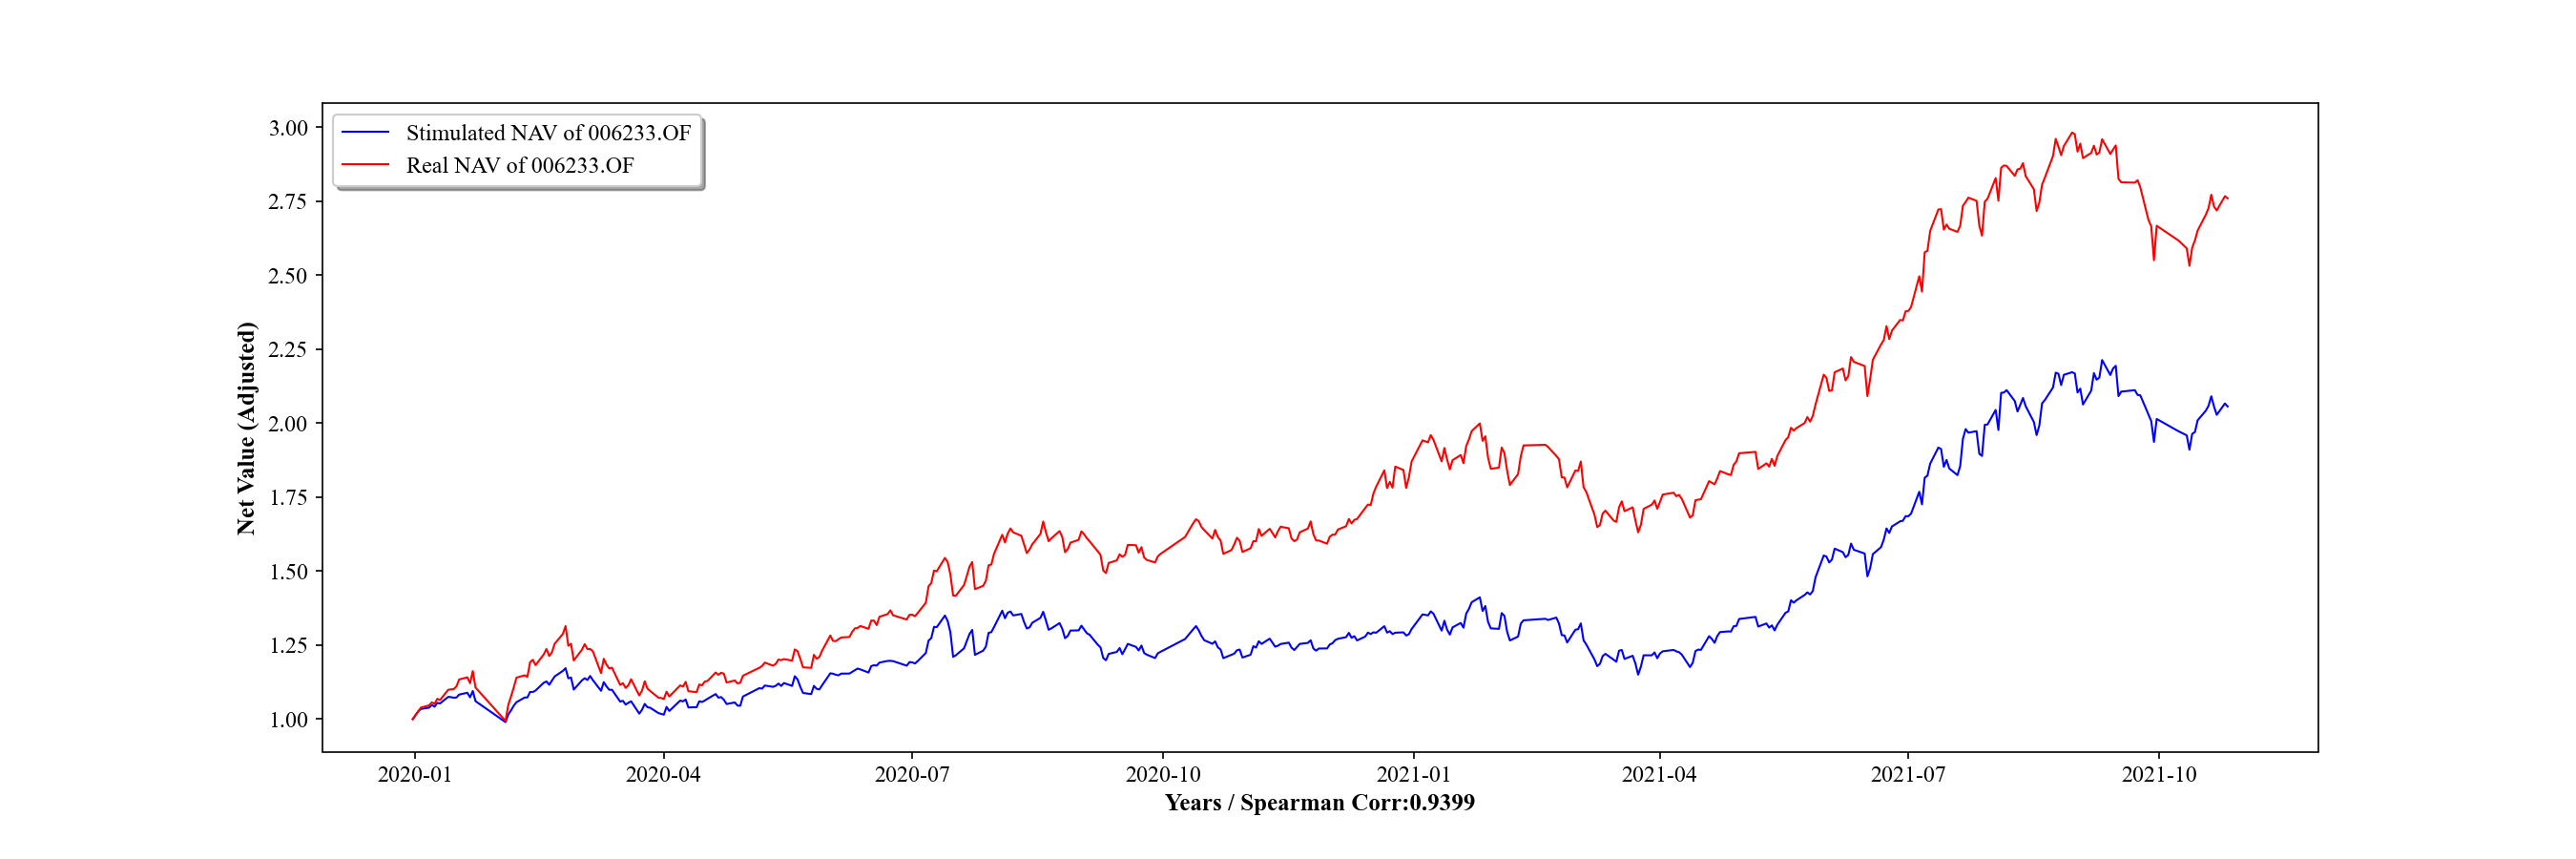 Stimulated NAV of 006233.OF
Real NAV of 006233.OF
3.00
2.75
2.50
2.25
2.00
1.75
1.50
1.25
1.00
Net Value (Adjusted)
2020-01 2020-04 2020-07 2020-10 2021-01 2021-04 2021-07 2021-10
Years / Spearman Corr:0.9399